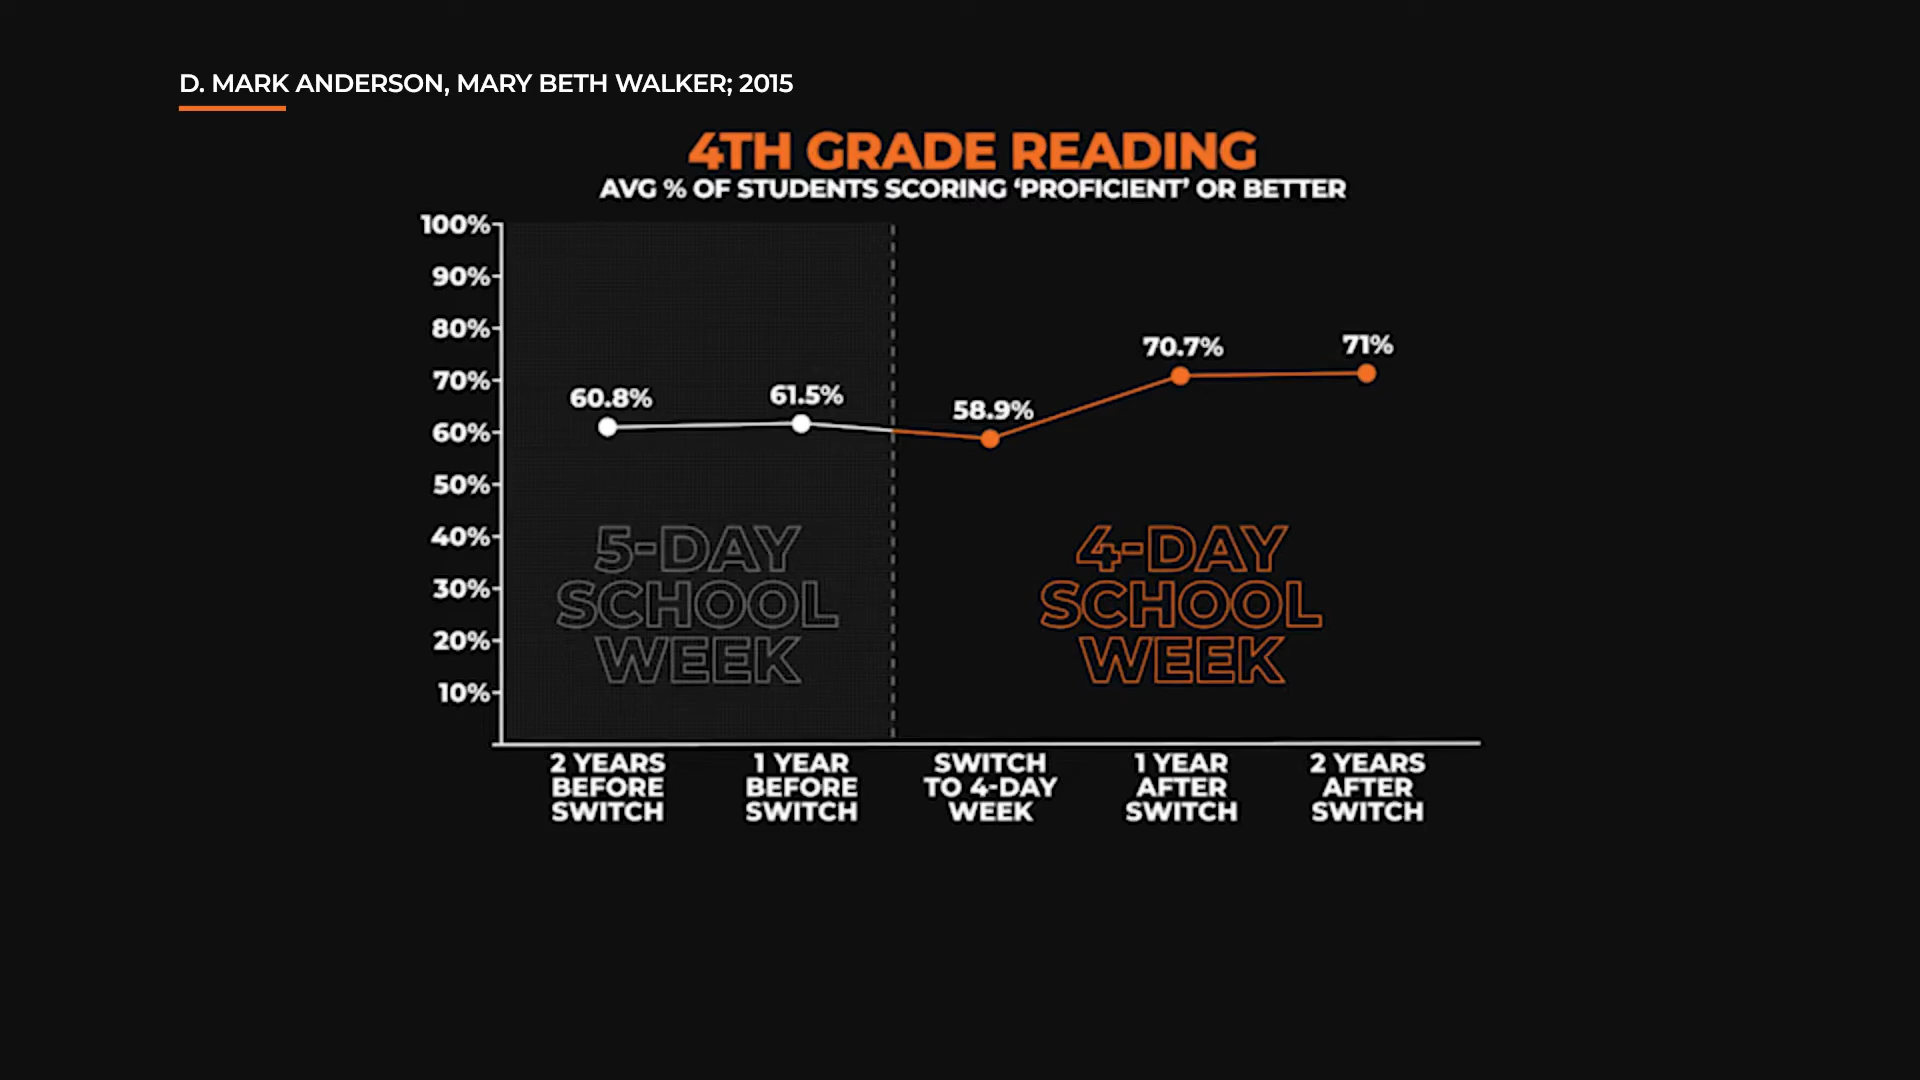 D. MARK ANDERSON, MARY BETH WALKER; 2015
4TH GRADE READING
AVG % OF STUDENTS SCORING ‘PROFICIENT’ OR BETTER
100%
90%
80%
70%
60%
50%
40%
30%
20%
10%
60.8%
61.5%
58.9%
70.7%
71%
5-DAY
SCHOOL
WEEK
4-DAY
SCHOOL
WEEK
2 YEARS
BEFORE
SWITCH
1 YEAR
BEFORE
SWITCH
SWITCH
TO 4-DAY
WEEK
1 YEAR
AFTER
SWITCH
2 YEARS
AFTER
SWITCH